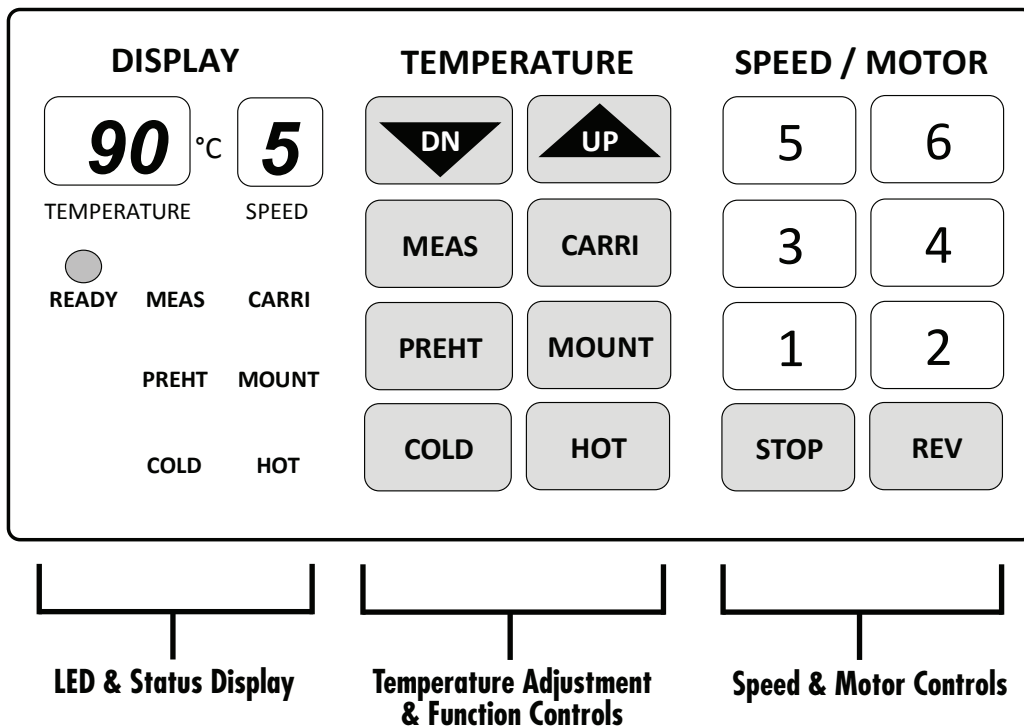 DISPLAY
90 °C 5
TEMPERATURE SPEED
READY MEAS CARRI
PREHT MOUNT
COLD HOT
TEMPERATURE
DN UP
MEAS CARRI
PREHT MOUNT
COLD HOT
SPEED / MOTOR
5 6
3 4
1 2
STOP REV
LED & Status Display
Temperature Adjustment
& Function Controls
Speed & Motor Controls